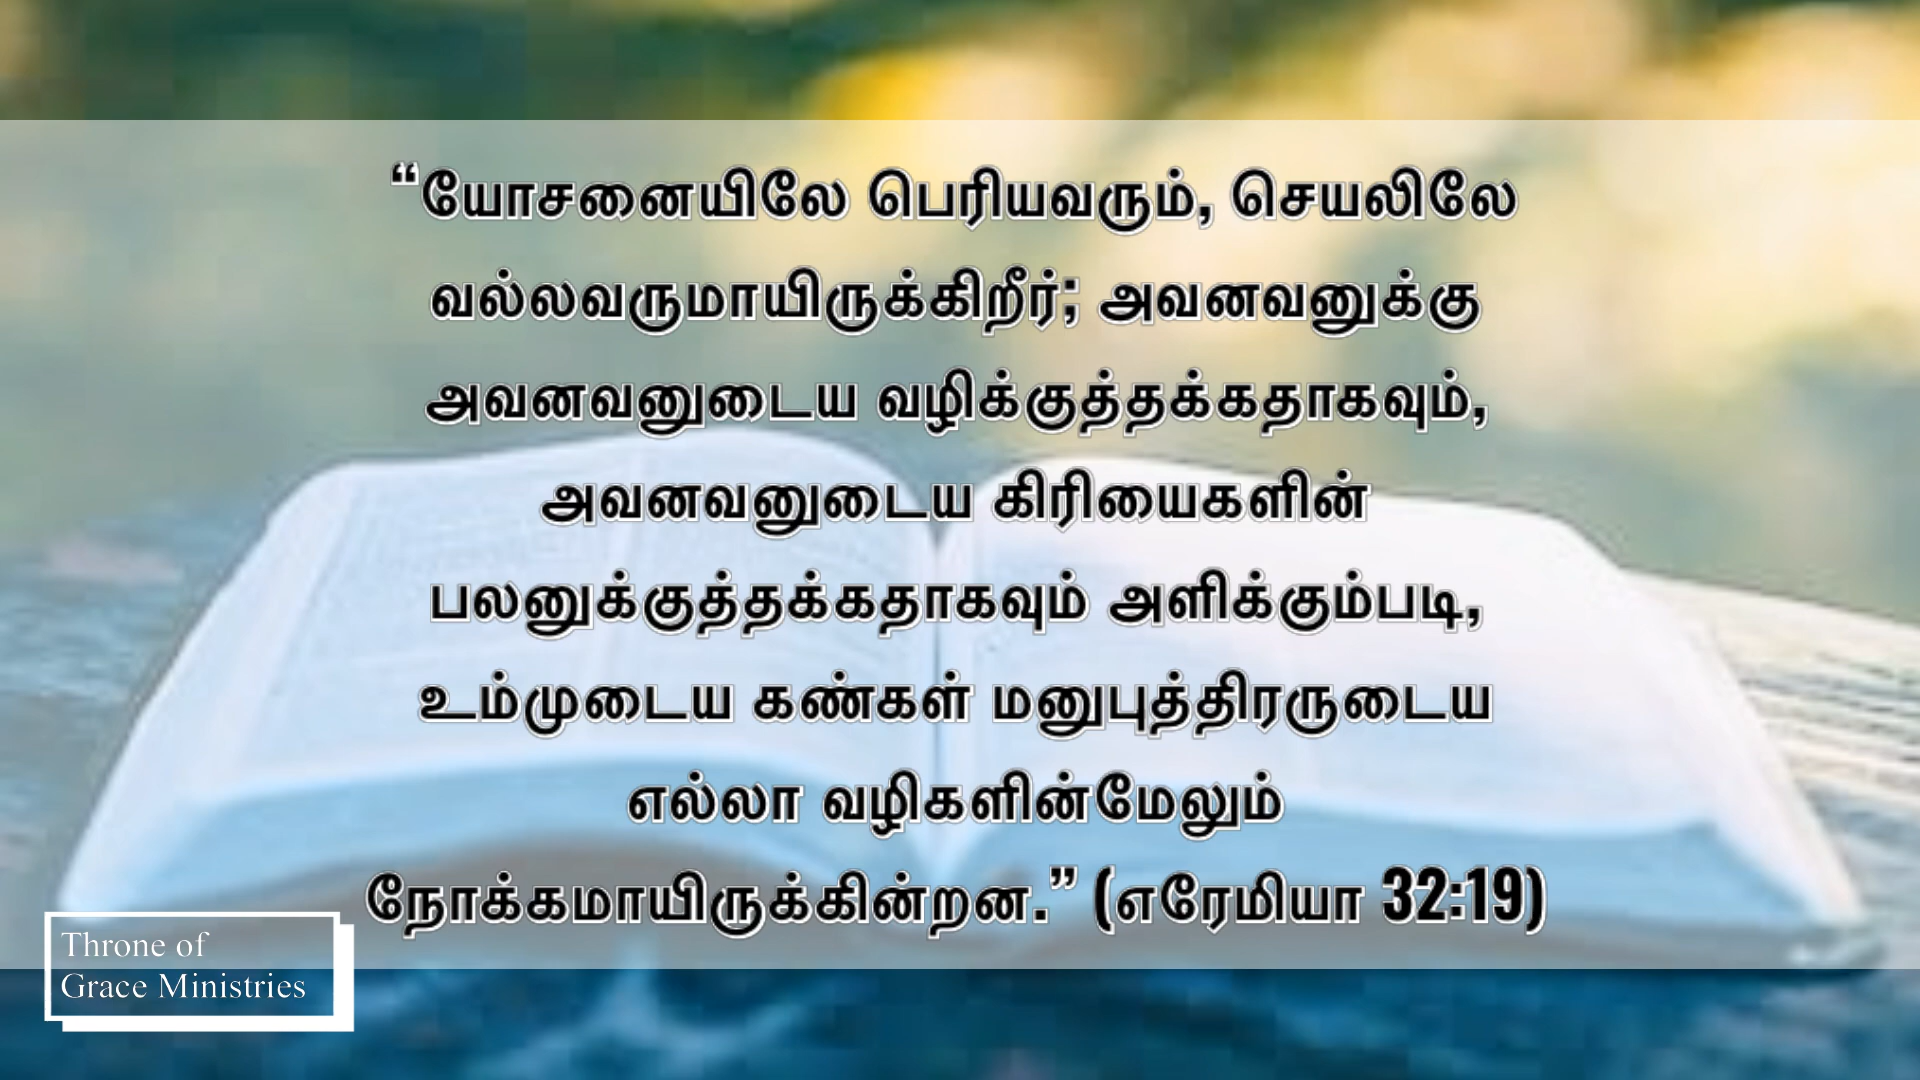 “யோசனையிலே பெரியவரும், செயலிலே
வல்லவருமாயிருக்கிறீர்; அவனவனுக்கு
அவனவனுடைய வழிக்குத்தக்கதாகவும்,
அவனவனுடைய கிரியைகளின்
பலனுக்குத்தக்கதாகவும் அளிக்கும்படி,
உம்முடைய கண்கள் மனுபுத்திரருடைய
எல்லா வழிகளின்மேலும்
நோக்கமாயிருக்கின்றன.” (எரேமியா 32:19)
Throne of
Grace Ministries